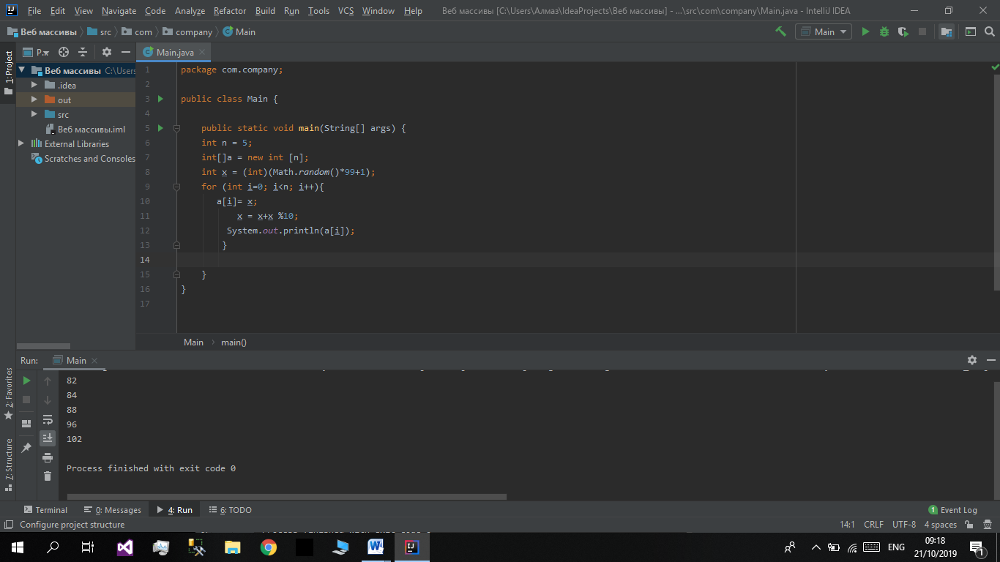 File Edit View Navigate Code Analyze Refactor Build Run Tools VCS Window Help Веб массивы [C:\Users\Алмаз\IdeaProjects\Веб массивы] - ...\src\com\company\Main.java - IntelliJ IDEA
Веб массивы src com company Main Main
1: Project
P..
Main.java
Веб массивы C:\Users
.idea
out
src
Веб массивы.iml
External Libraries
Scratches and Consoles
1 package com.company;
2
3 public class Main {
4
5 public static void main(String[] args) {
6 int n = 5;
7 int[]a = new int [n];
8 int x = (int)(Math.random()*99+1);
9 for (int i=0; i<n; i++){
10 a[i]= x;
11 x = x+x %10;
12 System.out.println(a[i]);
13 }
14
15 }
16 }
17
Main main()
Run: Main
2: Favorites
7: Structure
82
84
88
96
102
Process finished with exit code 0
Terminal 0: Messages 4: Run 6: TODO 1 Event Log
Configure project structure 14:1 CRLF UTF-8 4 spaces
ENG 09:18
21/10/2019 1